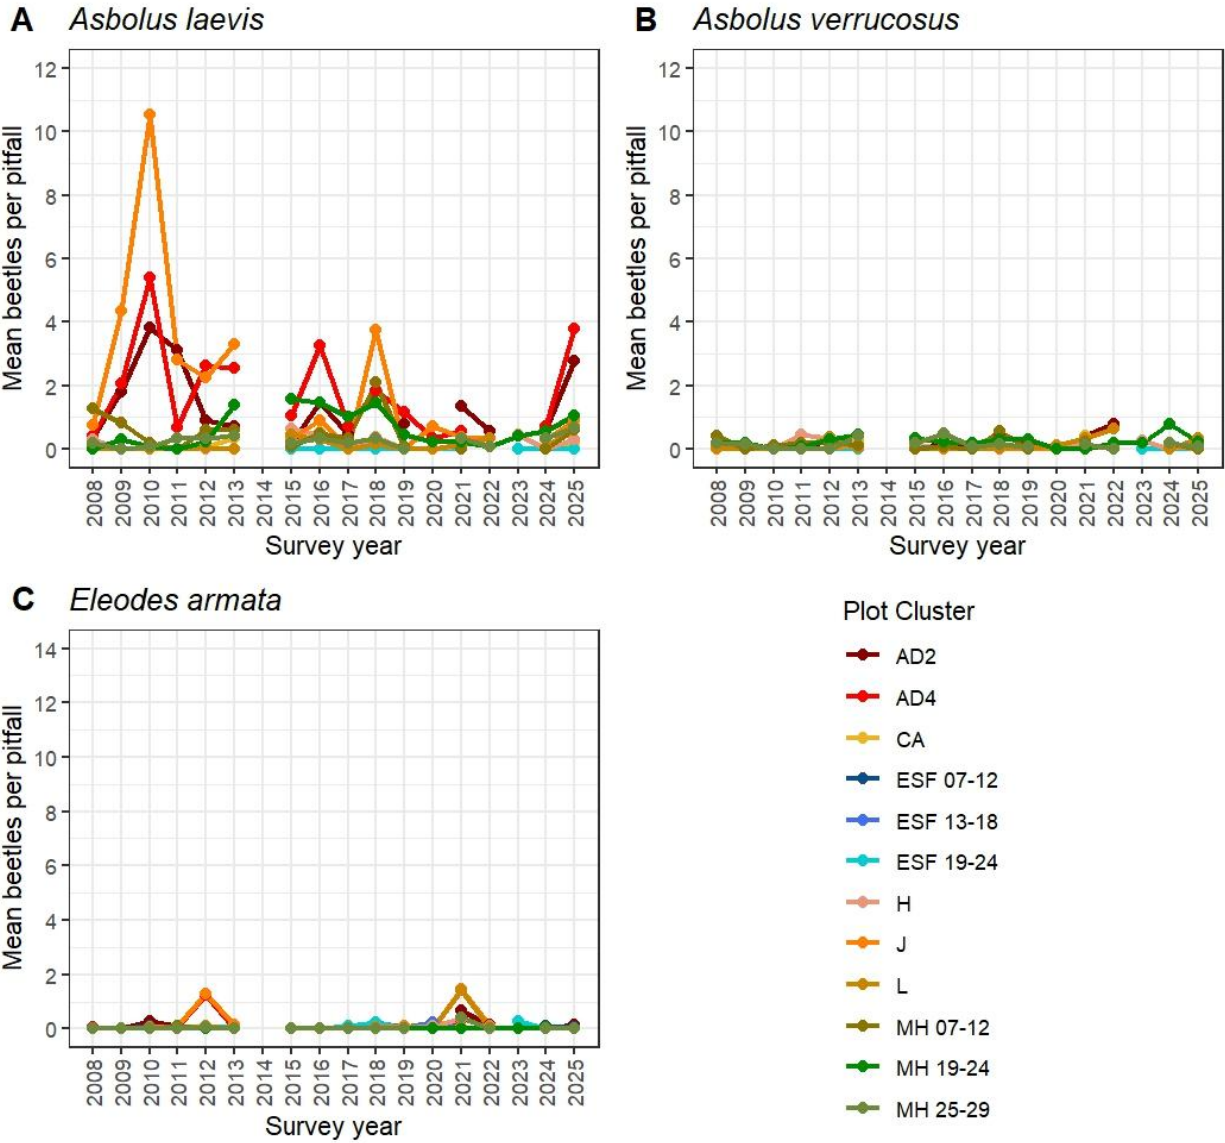 A Asbolus laevis
Mean beetles per pitfall
12
10
8
6
4
2
0
2008 2009 2010 2011 2012 2013 2014 2015 2016 2017 2018 2019 2020 2021 2022 2023 2024 2025
Survey year
B Asbolus verrucosus
Mean beetles per pitfall
12
10
8
6
4
2
0
2008 2009 2010 2011 2012 2013 2014 2015 2016 2017 2018 2019 2020 2021 2022 2023 2024 2025
Survey year
C Eleodes armata
Mean beetles per pitfall
14
12
10
8
6
4
2
0
2008 2009 2010 2011 2012 2013 2014 2015 2016 2017 2018 2019 2020 2021 2022 2023 2024 2025
Survey year
Plot Cluster
AD2
AD4
CA
ESF 07-12
ESF 13-18
ESF 19-24
H
J
L
MH 07-12
MH 19-24
MH 25-29